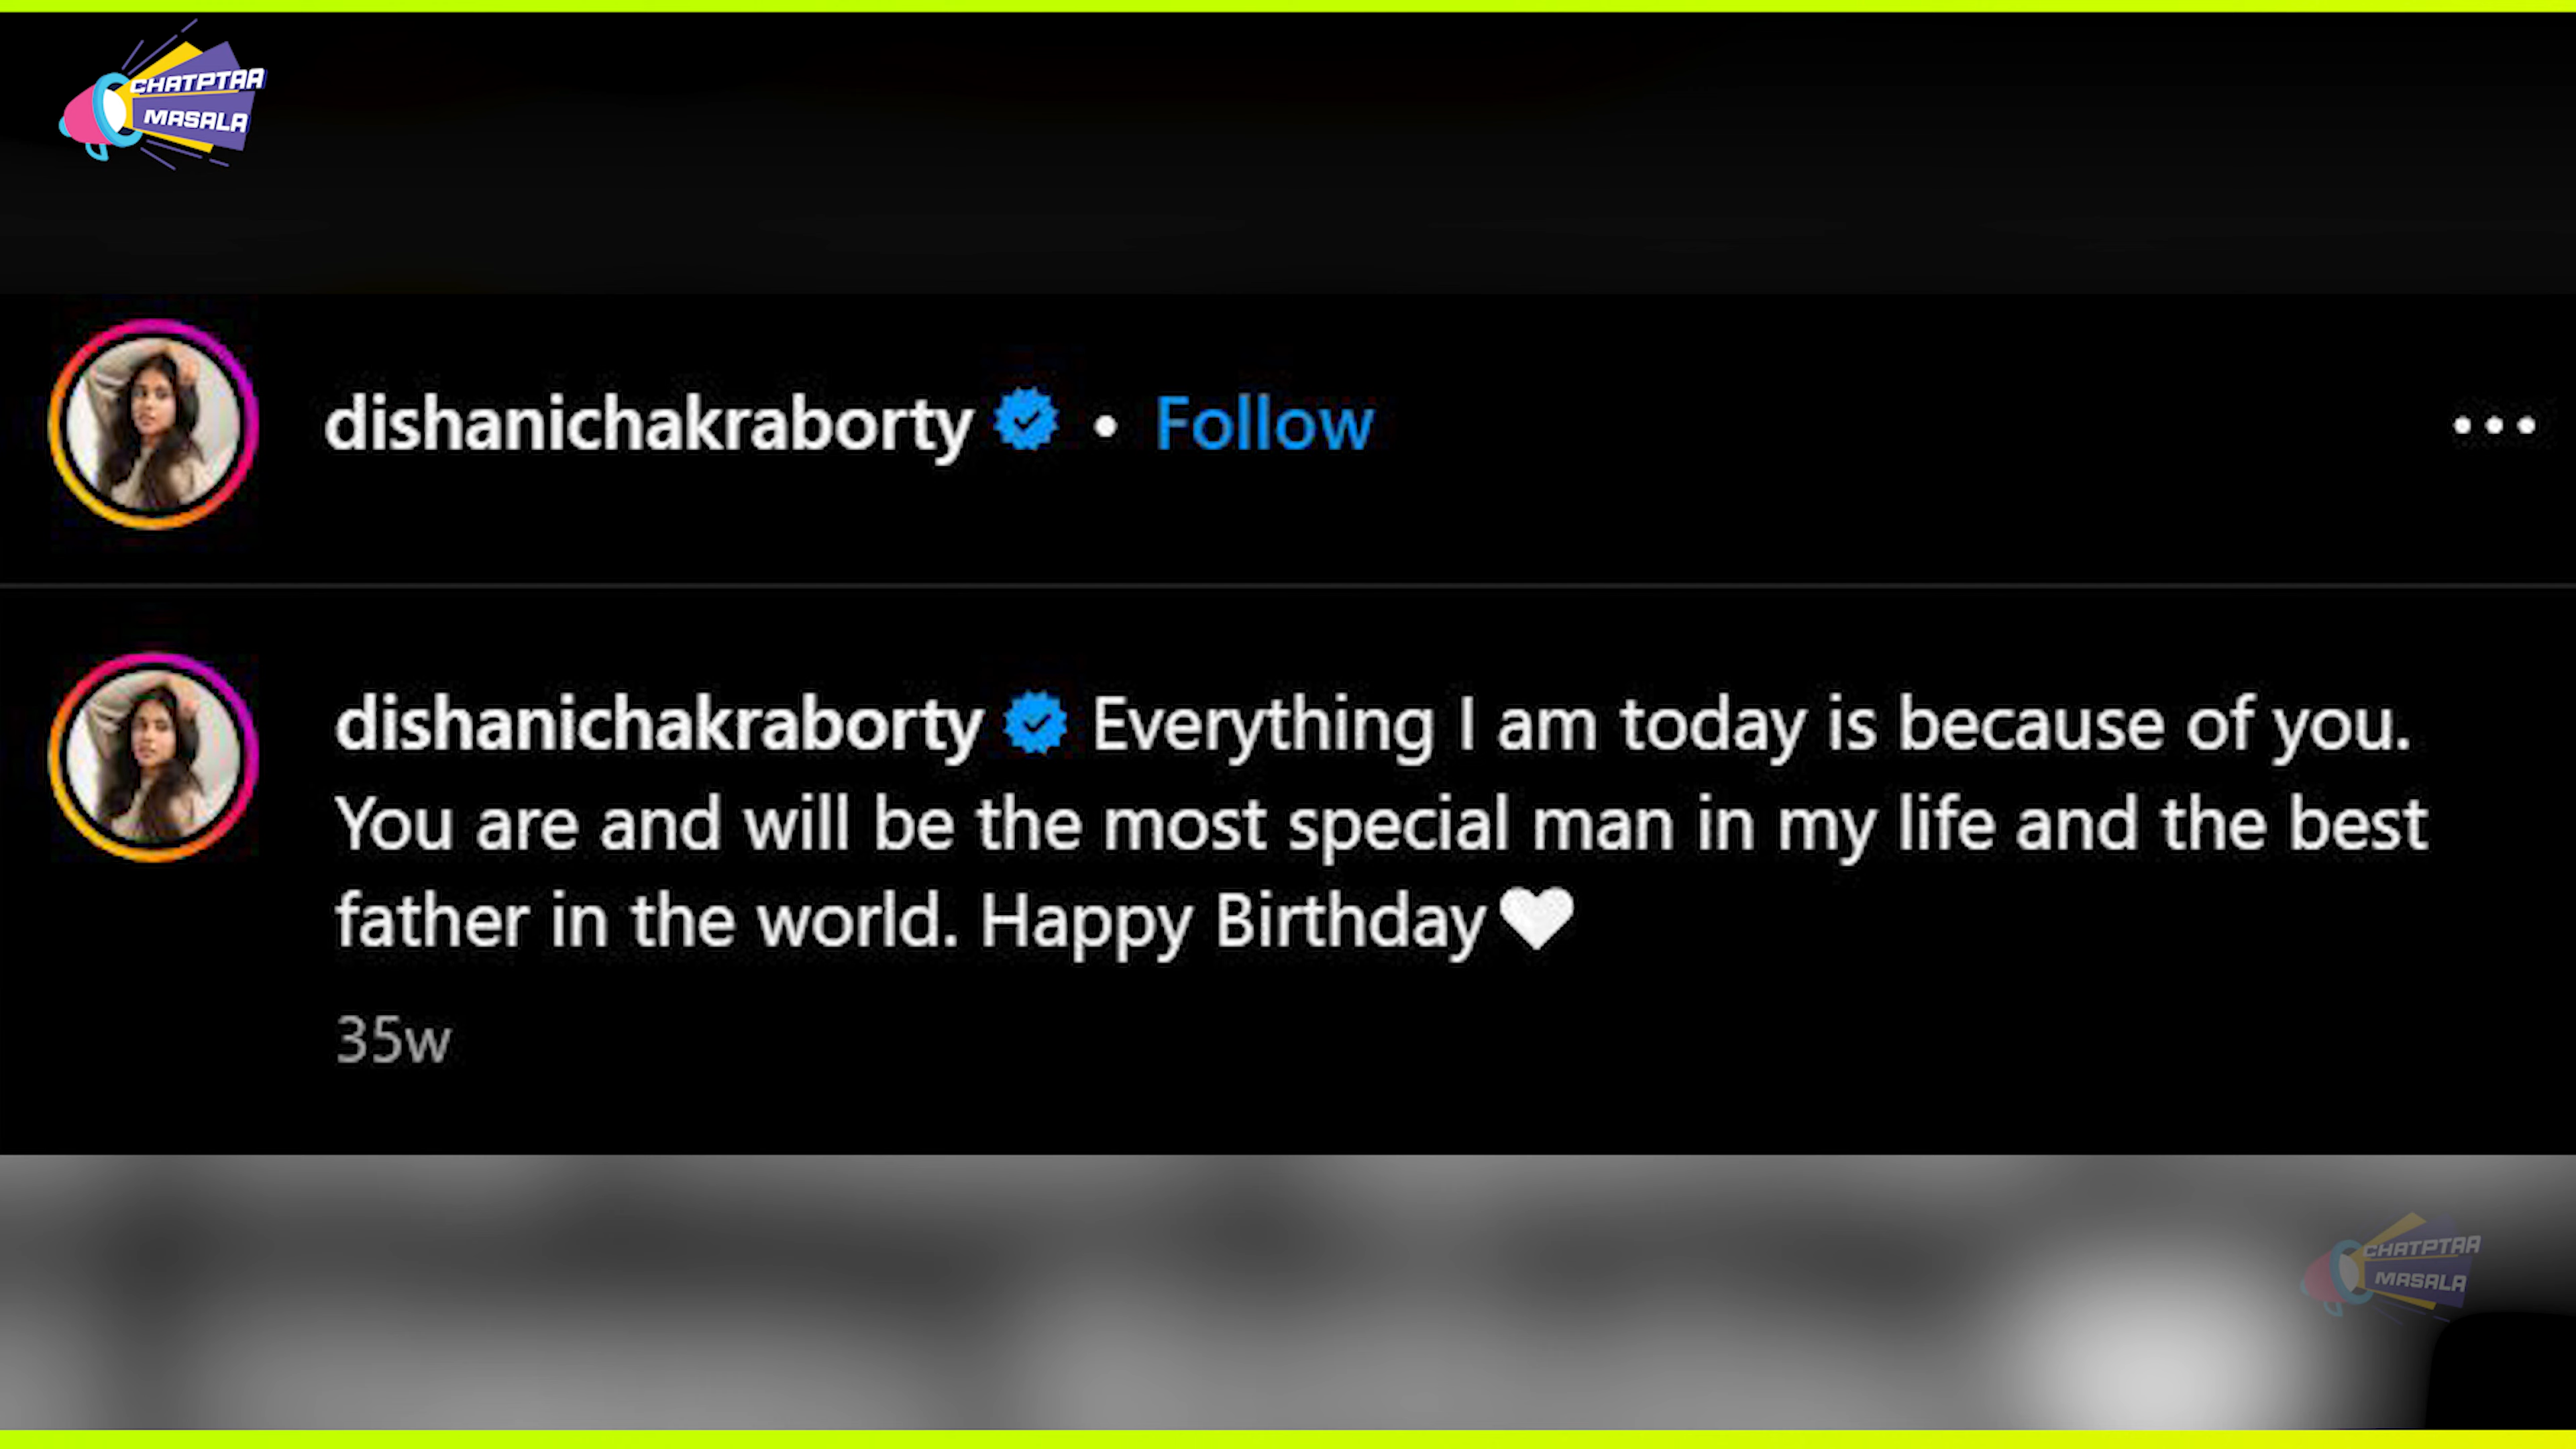 CHATPTAA
MASALA
dishanichakraborty • Follow
dishanichakraborty Everything I am today is because of you.
You are and will be the most special man in my life and the best
father in the world. Happy Birthday🤍
35w
CHATPTAA
MASALA